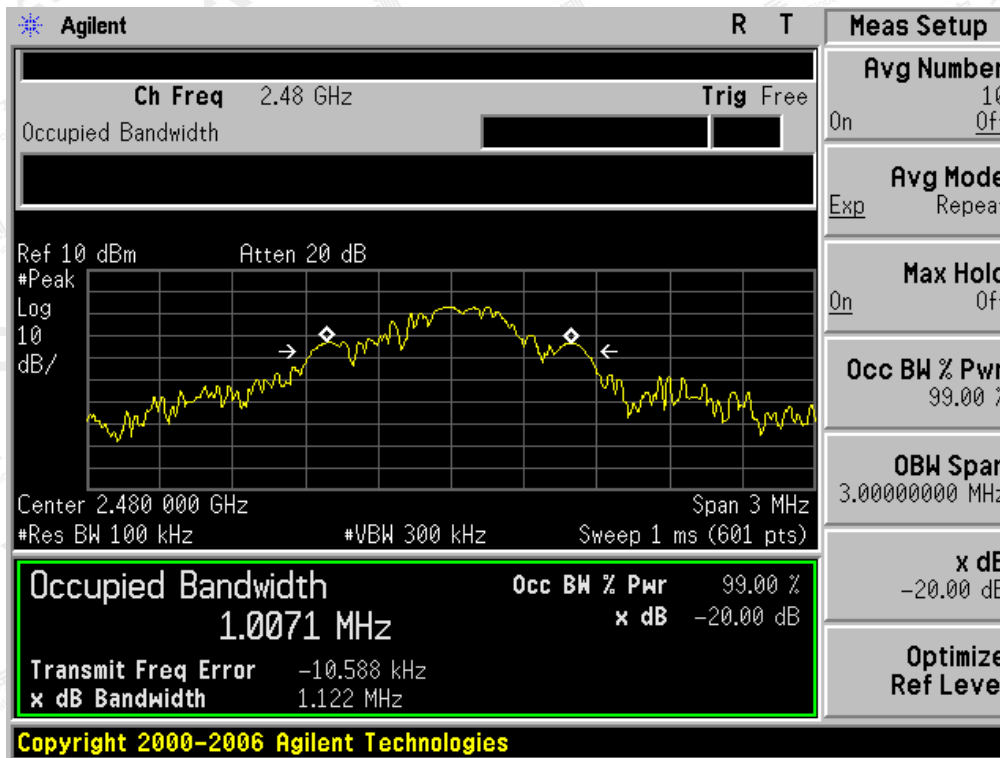 Agilent R T
Ch Freq 2.48 GHz Trig Free
Occupied Bandwidth
Ref 10 dBm Atten 20 dB
#Peak
Log
10
dB/
Center 2.480 000 GHz Span 3 MHz
#Res BW 100 kHz #VBW 300 kHz Sweep 1 ms (601 pts)
Occupied Bandwidth
1.0071 MHz
Occ BW % Pwr 99.00 %
x dB -20.00 dB
Transmit Freq Error -10.588 kHz
x dB Bandwidth 1.122 MHz
Copyright 2000-2006 Agilent Technologies
Meas Setup
Avg Number
10
On Off
Avg Mode
Exp Repeat
Max Hold
On Off
Occ BW % Pwr
99.00 %
OBW Span
3.00000000 MHz
x dB
-20.00 dB
Optimize
Ref Level